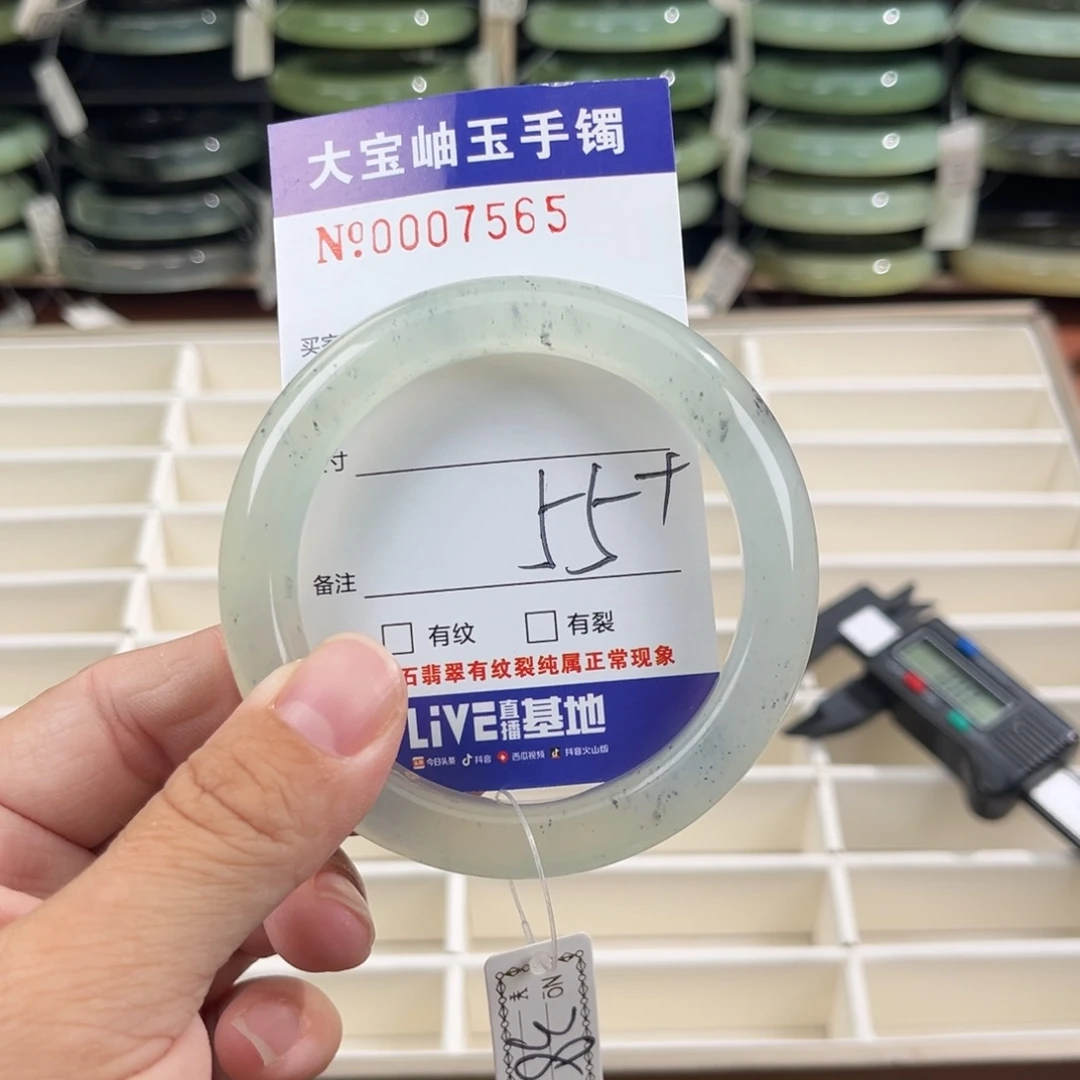 大宝岫玉手镯
Nº0007565
买家
寸
55+
备注
□ 有纹 □ 有裂
石翡翠有纹裂纯属正常现象
LiVE直播基地
今日头条 抖音 西瓜视频 抖音火山版
NO